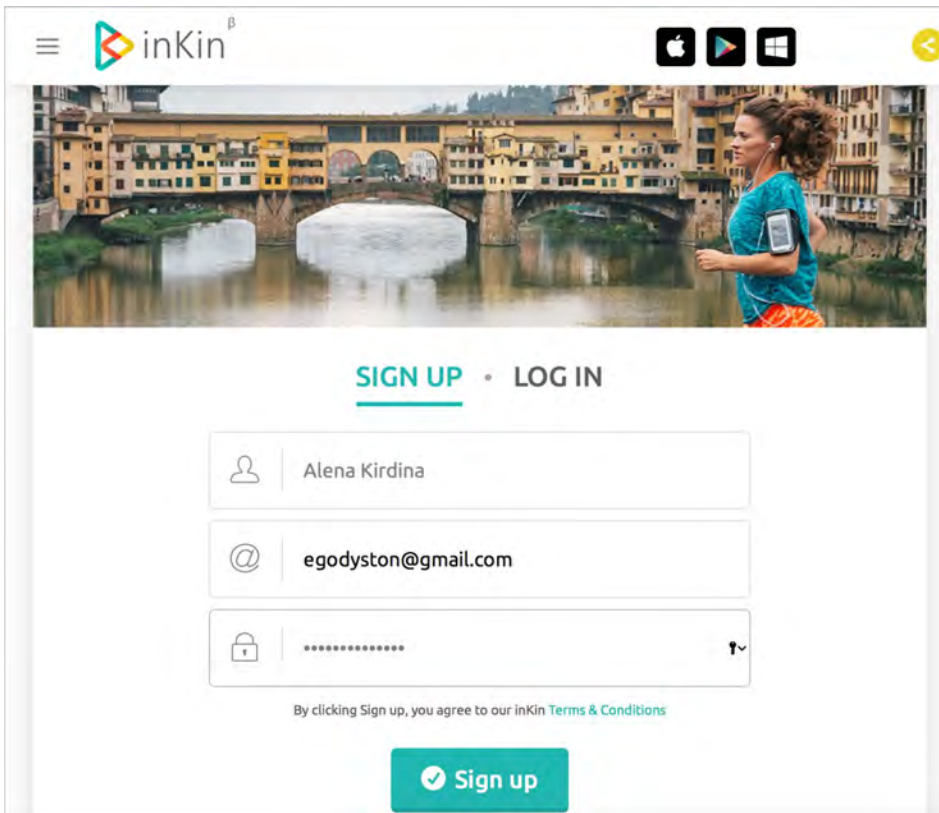 inKin β
SIGN UP • LOG IN
Alena Kirdina
@ egodyston@gmail.com
••••••••••••••
By clicking Sign up, you agree to our inKin Terms & Conditions
Sign up